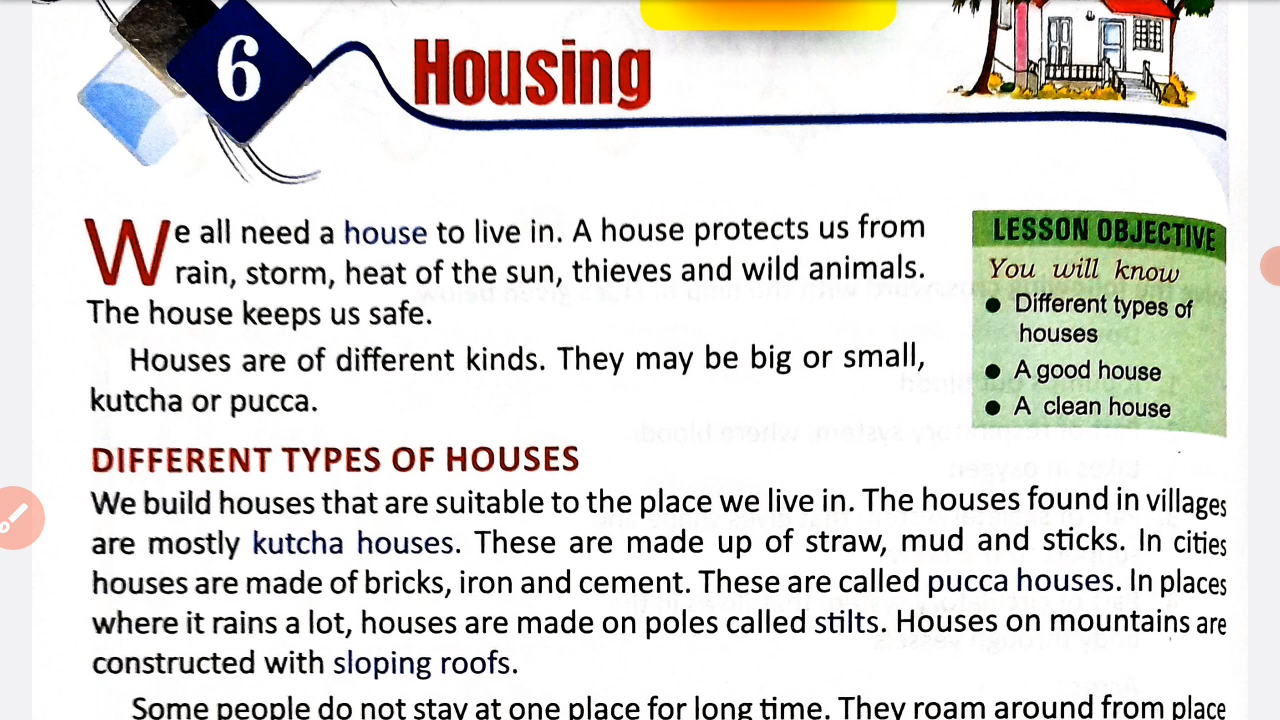 6
Housing
We all need a house to live in. A house protects us from
rain, storm, heat of the sun, thieves and wild animals.
The house keeps us safe.
Houses are of different kinds. They may be big or small,
kutcha or pucca.
LESSON OBJECTIVE
You will know
● Different types of
houses
● A good house
● A clean house
DIFFERENT TYPES OF HOUSES
We build houses that are suitable to the place we live in. The houses found in villages
are mostly kutcha houses. These are made up of straw, mud and sticks. In cities
houses are made of bricks, iron and cement. These are called pucca houses. In places
where it rains a lot, houses are made on poles called stilts. Houses on mountains are
constructed with sloping roofs.
Some people do not stay at one place for long time. They roam around from place